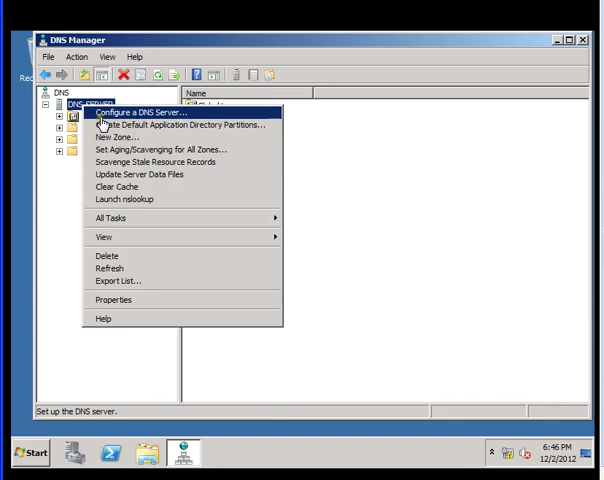 DNS Manager
File Action View Help
DNS
Name
DNS SERVER
Configure a DNS Server...
Default Application Directory Partitions...
New Zone...
Set Aging/Scavenging for All Zones...
Scavenge Stale Resource Records
Update Server Data Files
Clear Cache
Launch nslookup
All Tasks
View
Delete
Refresh
Export List...
Properties
Help
Set up the DNS server.
Start
6:46 PM
12/2/2012